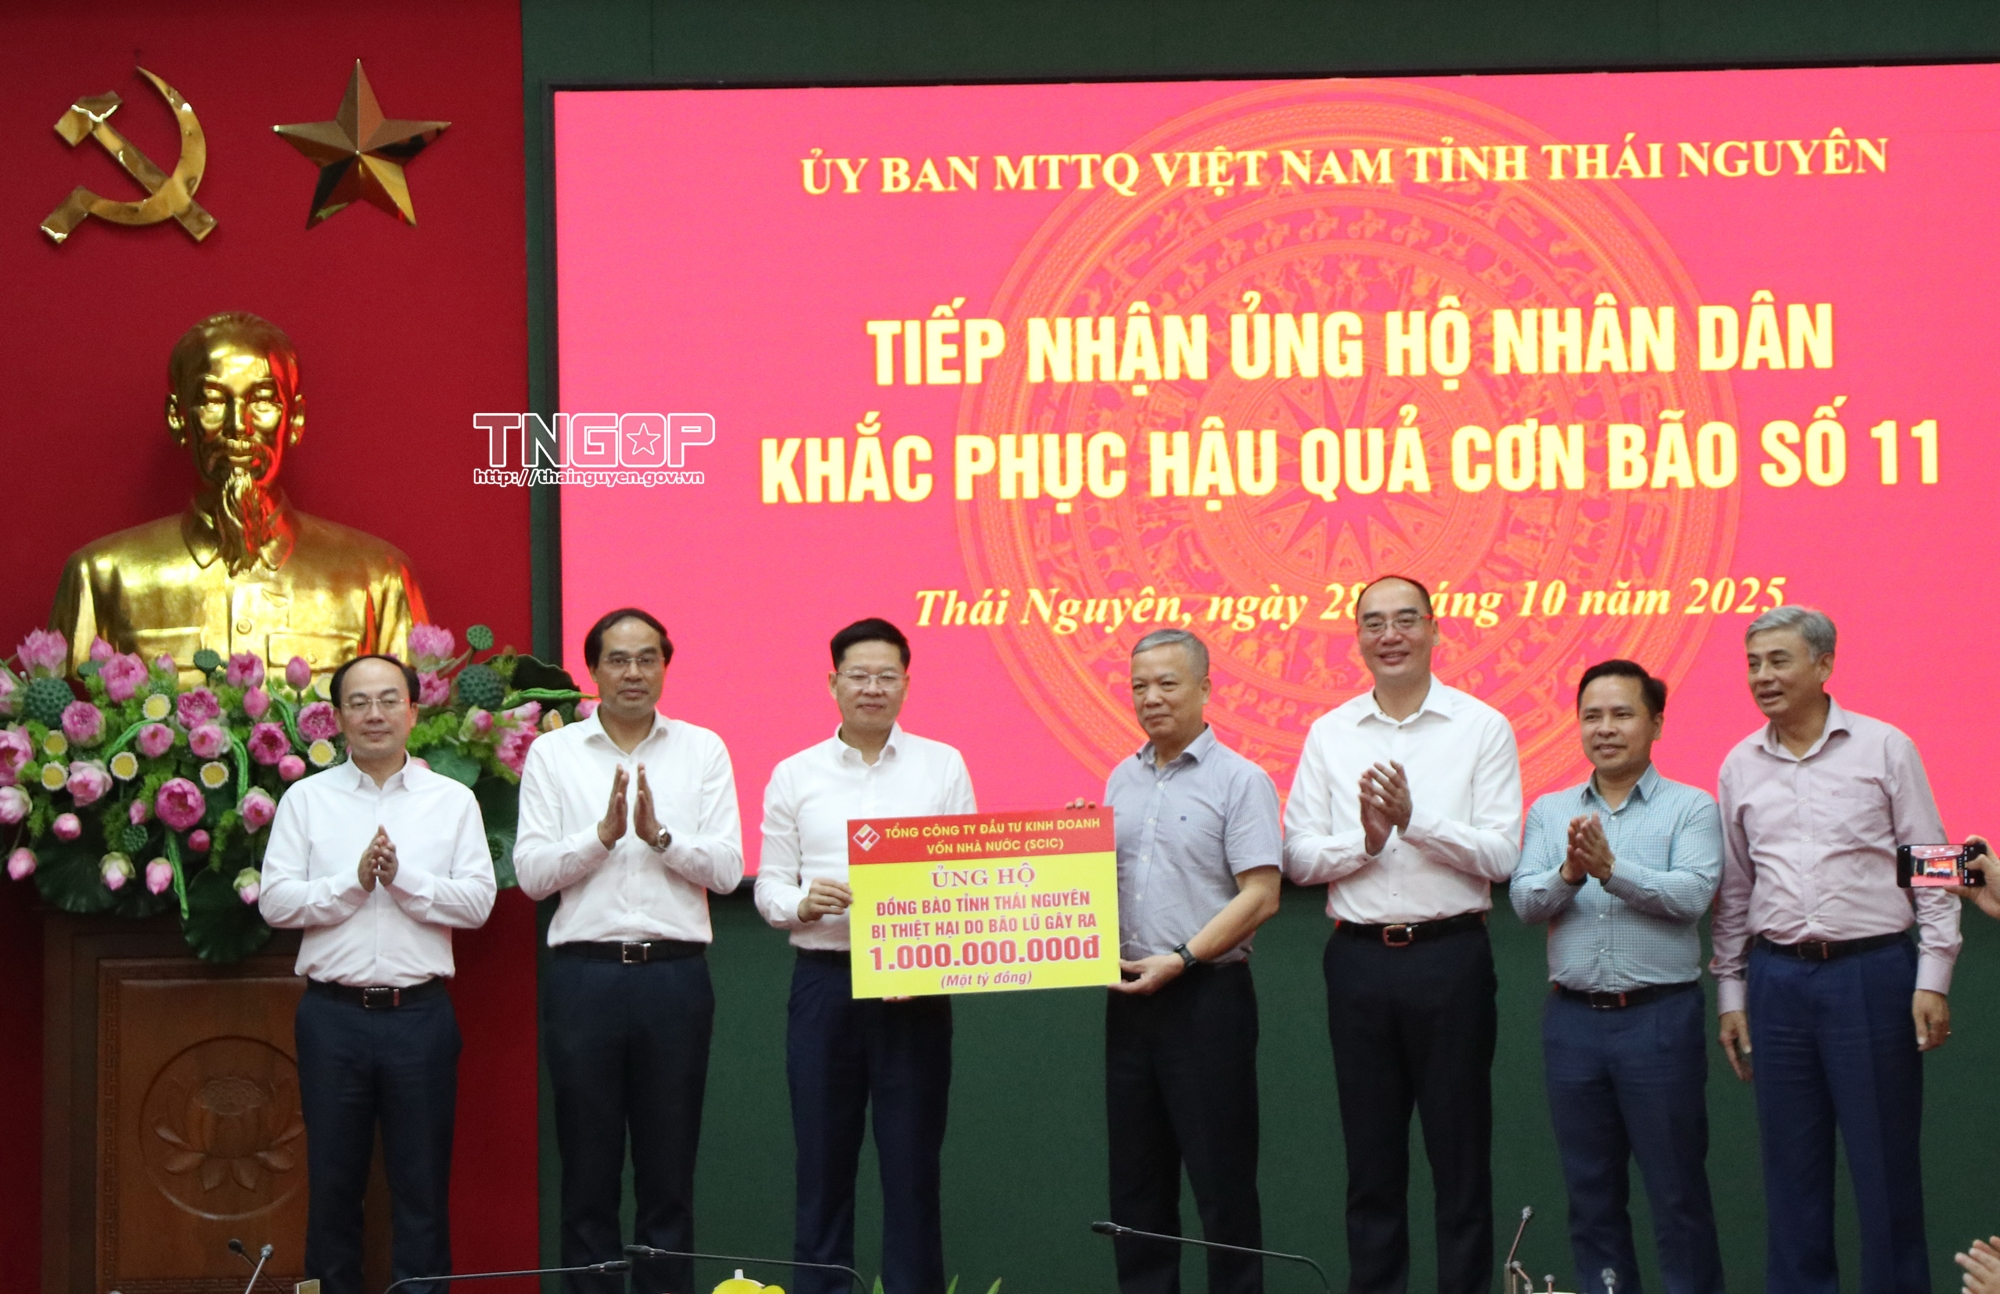 ỦY BAN MTTQ VIỆT NAM TỈNH THÁI NGUYÊN
TIẾP NHẬN ỦNG HỘ NHÂN DÂN
KHẮC PHỤC HẬU QUẢ CƠN BÃO SỐ 11
Thái Nguyên, ngày 28 tháng 10 năm 2025
TNGOP
http://thainguyen.gov.vn
TỔNG CÔNG TY ĐẦU TƯ KINH DOANH
VỐN NHÀ NƯỚC (SCIC)
ỦNG HỘ
ĐỒNG BÀO TỈNH THÁI NGUYÊN
BỊ THIỆT HẠI DO BÃO LŨ GÂY RA
1.000.000.000đ
(Một tỷ đồng)